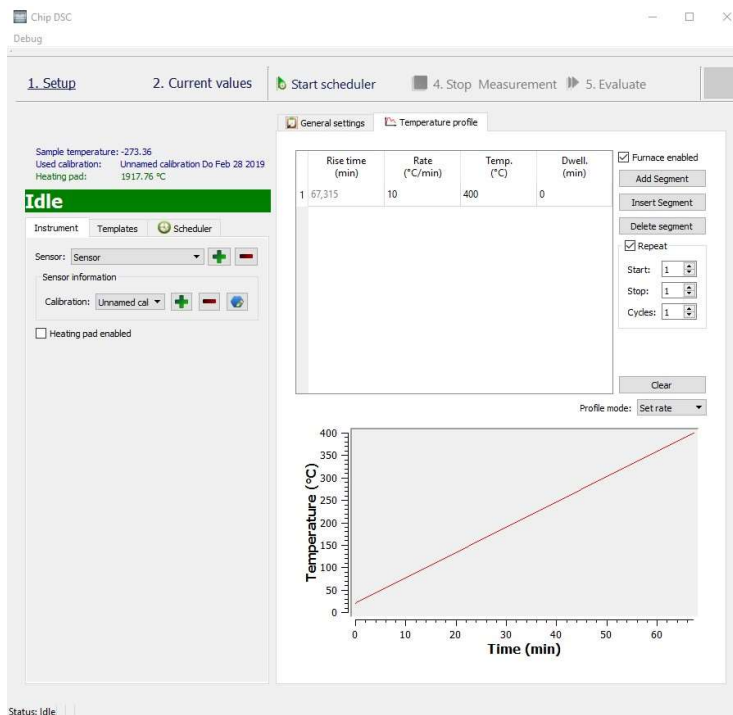 Chip DSC
Debug
1. Setup
2. Current values
Start scheduler
4. Stop Measurement
5. Evaluate
General settings
Temperature profile
Sample temperature: -273.36
Used calibration: Unnamed calibration Do Feb 28 2019
Heating pad: 1917.76 °C
Idle
Instrument
Templates
Scheduler
Sensor: Sensor
Sensor information
Calibration: Unnamed cal
Heating pad enabled
Rise time (min)
Rate (°C/min)
Temp. (°C)
Dwell. (min)
1 67,315 10 400 0
Furnace enabled
Add Segment
Insert Segment
Delete segment
Repeat
Start: 1
Stop: 1
Cycles: 1
Clear
Profile mode: Set rate
Temperature (°C)
400
350
300
250
200
150
100
50
0
0 10 20 30 40 50 60
Time (min)
Status: Idle